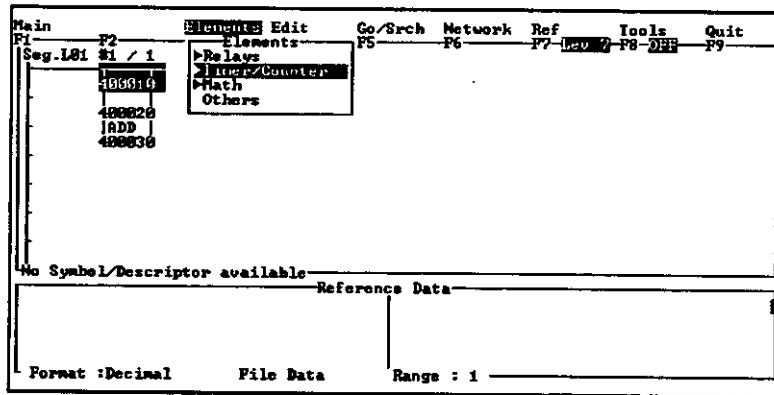 Main Elements Edit Go/Srch Network Ref Tools Quit
F1 F2 Elements F5 F6 F7 Lev 7 F8 OFF F9
Seg.L01 #1 / 1 ▶Relays
▶Timer/Counter
400010 ▶Math
Others
400020
]ADD
400030
No Symbol/Descriptor available
Reference Data
Format :Decimal File Data Range : 1